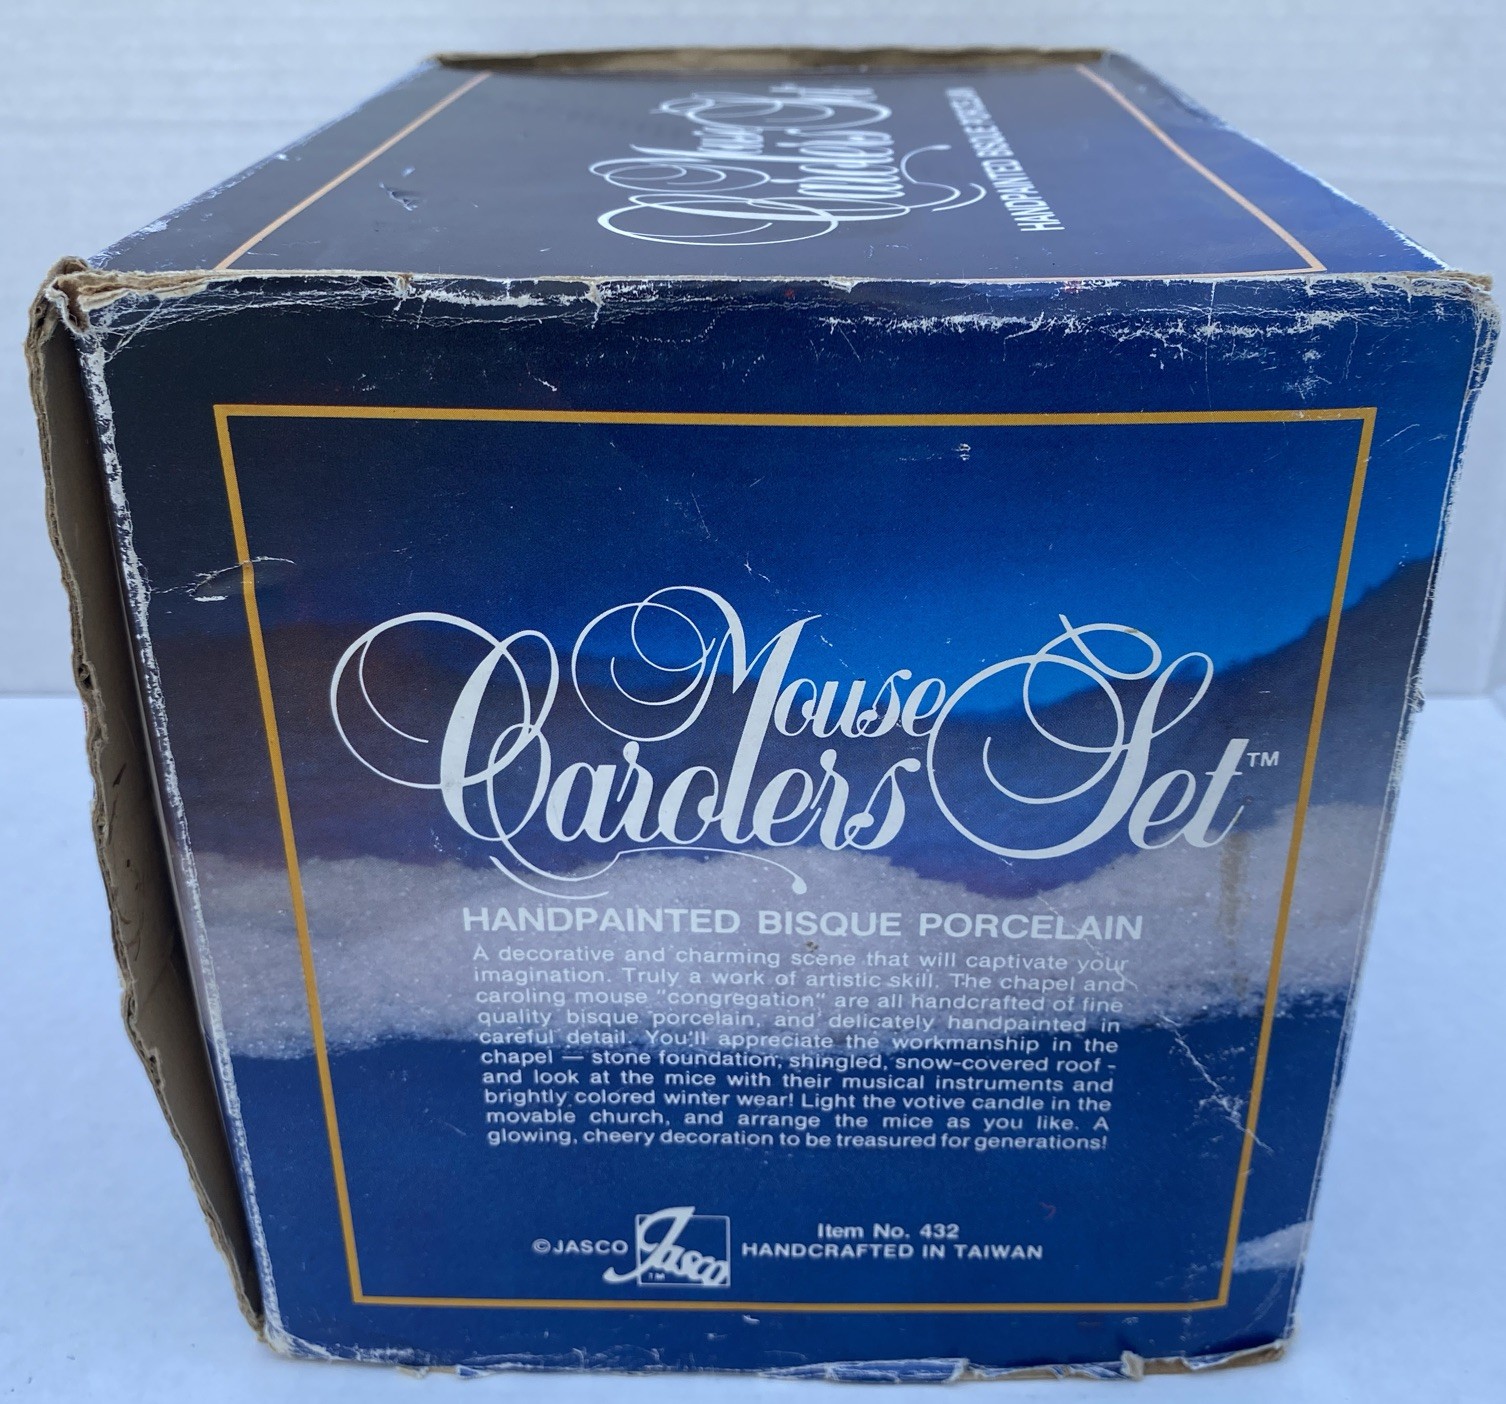 Mouse
Carolers Set
HANDPAINTED BISQUE PORCELAIN
Mouse
Carolers Set™
HANDPAINTED BISQUE PORCELAIN
A decorative and charming scene that will captivate your
imagination. Truly a work of artistic skill. The chapel and
caroling mouse "congregation" are all handcrafted of fine
quality bisque porcelain, and delicately handpainted in
careful detail. You'll appreciate the workmanship in the
chapel — stone foundation, shingled, snow-covered roof -
and look at the mice with their musical instruments and
brightly colored winter wear! Light the votive candle in the
movable church, and arrange the mice as you like. A
glowing, cheery decoration to be treasured for generations!
©JASCO Jasco™
Item No. 432
HANDCRAFTED IN TAIWAN